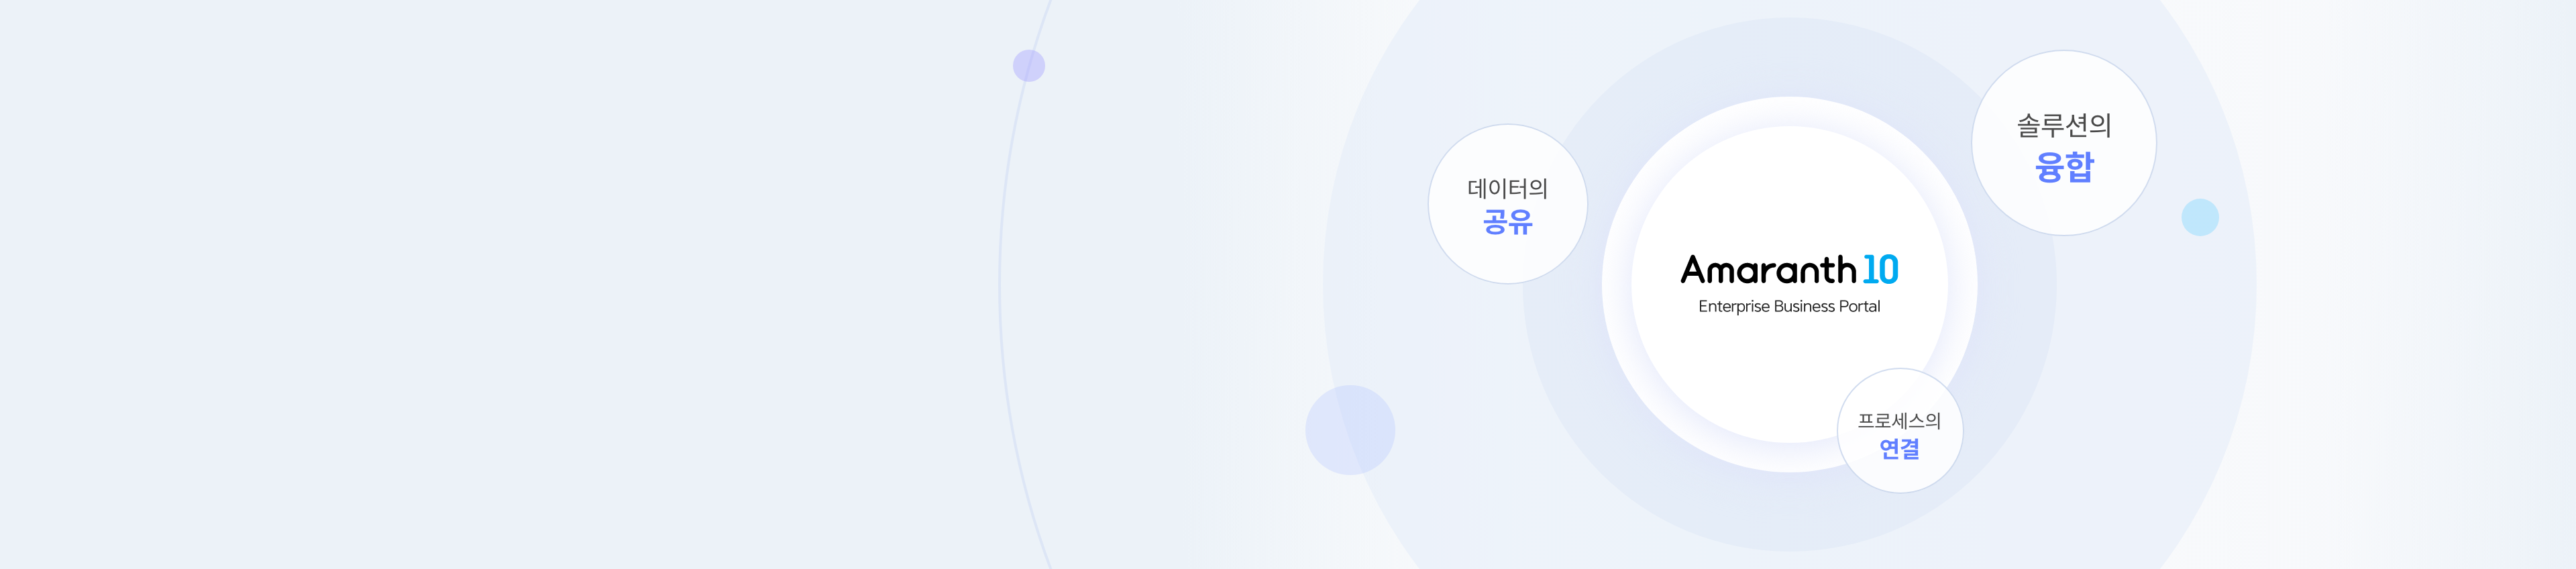 데이터의
공유
솔루션의
융합
Amaranth 10
Enterprise Business Portal
프로세스의
연결